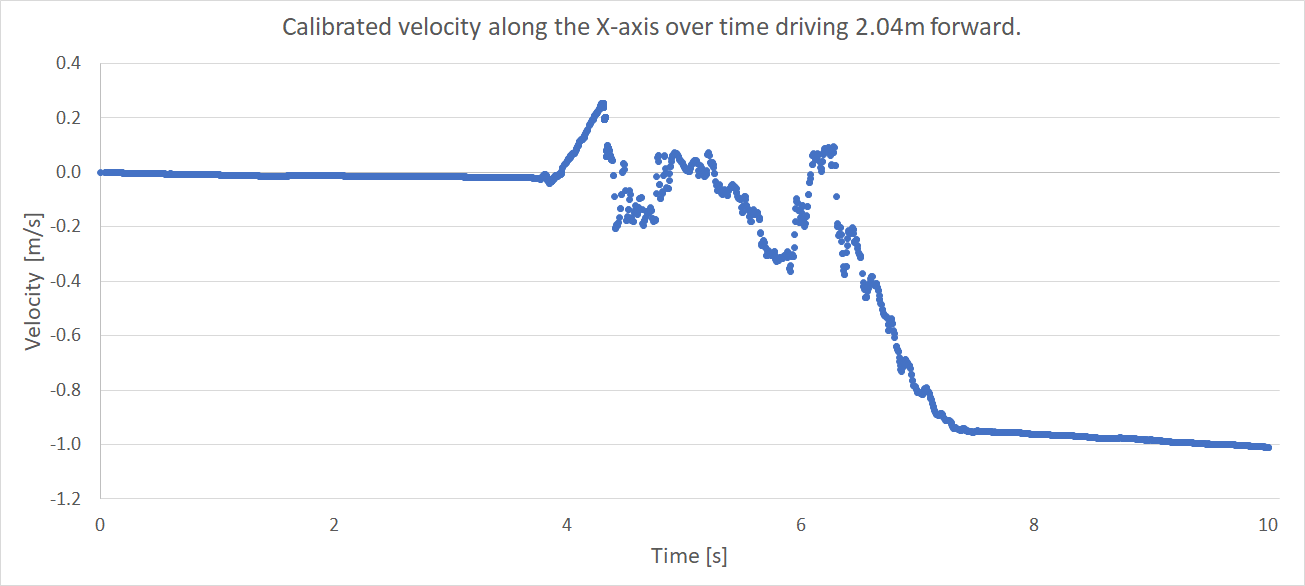 Calibrated velocity along the X-axis over time driving 2.04m forward.
0.4
0.2
0.0
-0.2
-0.4
-0.6
-0.8
-1.0
-1.2
Velocity [m/s]
0 2 4 6 8 10
Time [s]